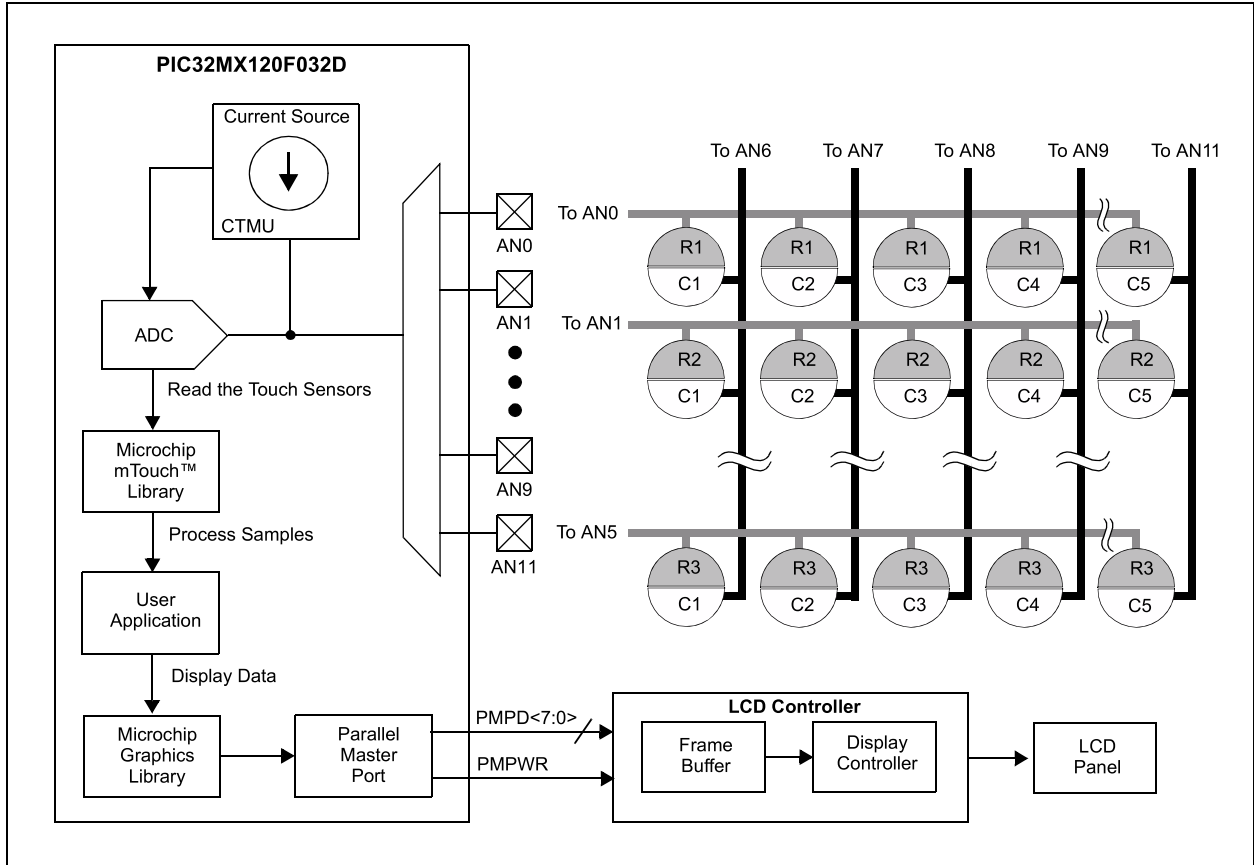 PIC32MX120F032D
Current Source
CTMU
ADC
Read the Touch Sensors
Microchip
mTouch™
Library
Process Samples
User
Application
Display Data
Microchip
Graphics
Library
Parallel
Master
Port
AN0
AN1
AN9
AN11
To AN6
To AN7
To AN8
To AN9
To AN11
To AN0
R1
R1
R1
R1
R1
C1
C2
C3
C4
C5
To AN1
R2
R2
R2
R2
R2
C1
C2
C3
C4
C5
To AN5
R3
R3
R3
R3
R3
C1
C2
C3
C4
C5
PMPD<7:0>
PMPWR
LCD Controller
Frame
Buffer
Display
Controller
LCD
Panel